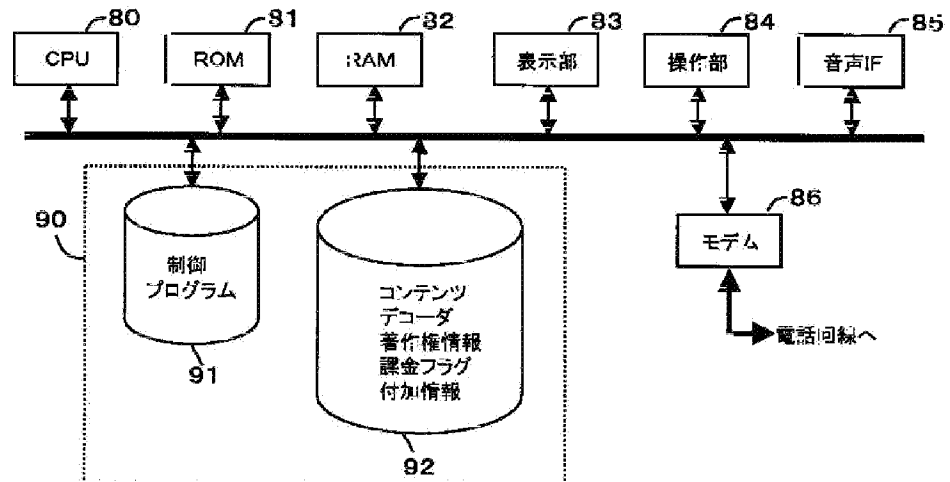 80
81
82
83
84
85
CPU
ROM
RAM
表示部
操作部
音声IF
90
86
制御
プログラム
モデム
コンテンツ
デコーダ
著作権情報
課金フラグ
付加情報
電話回線へ
91
92